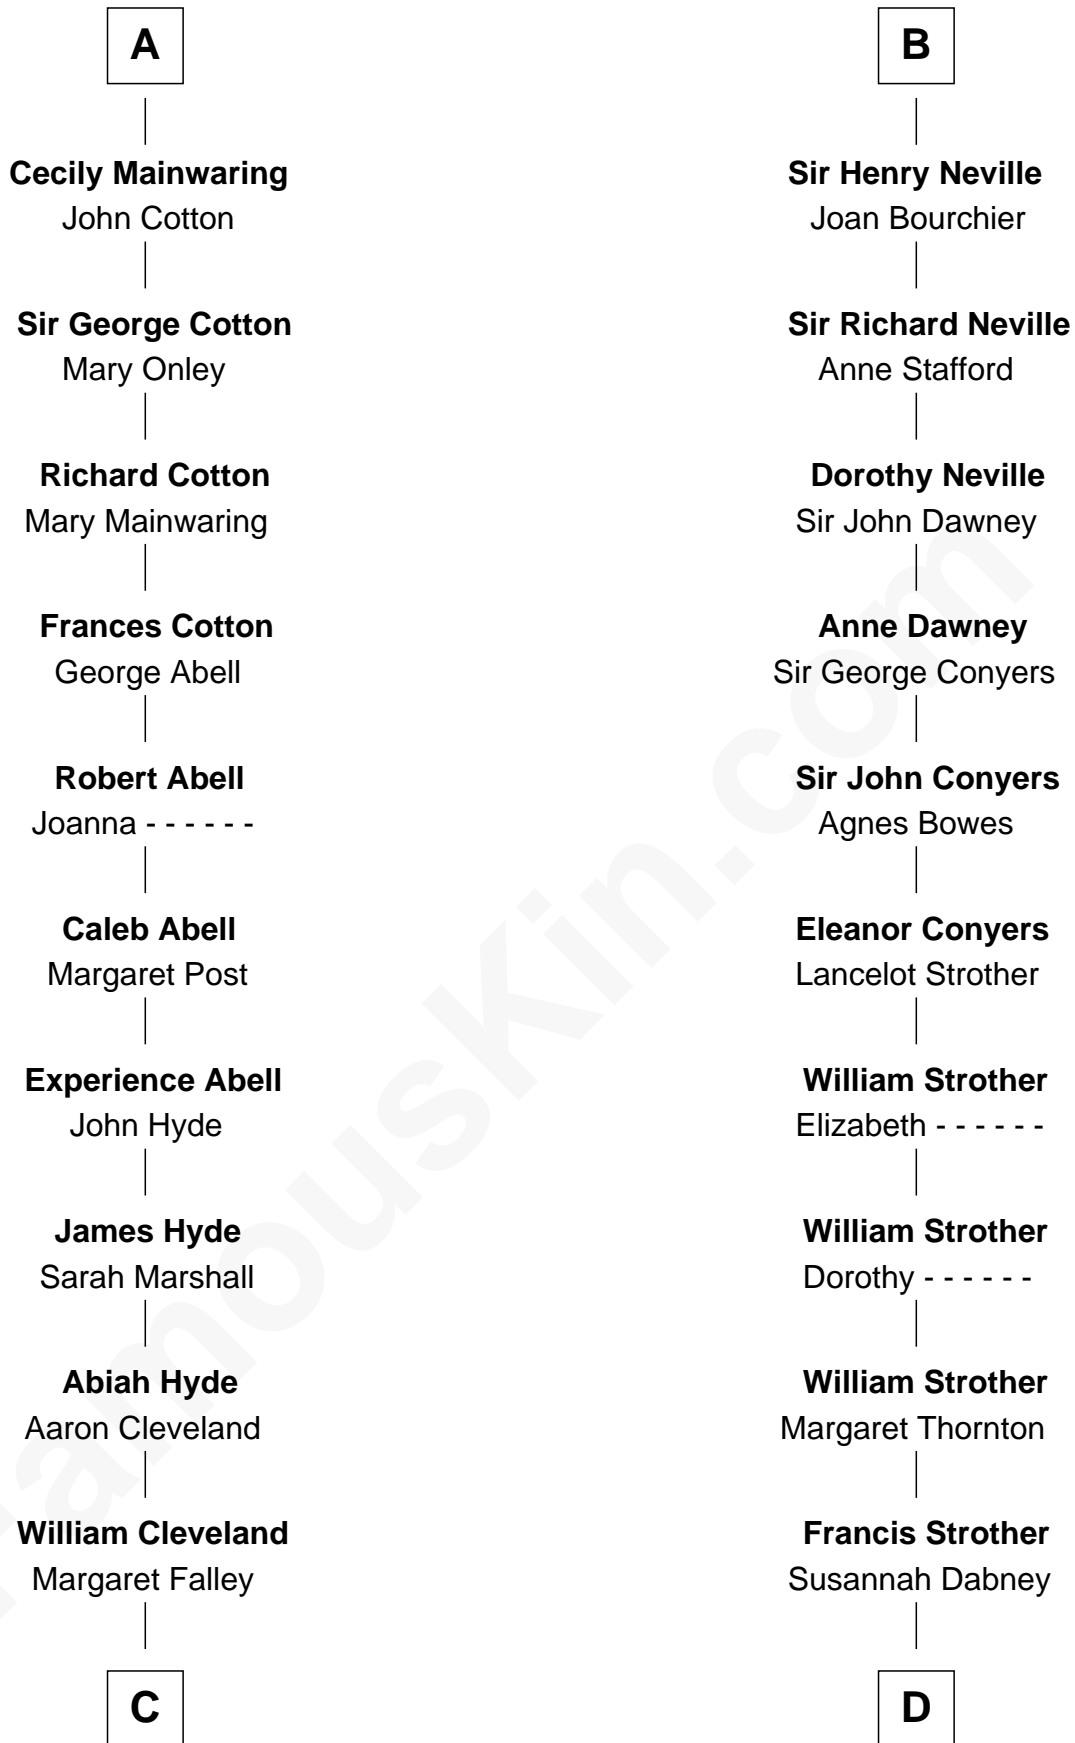 A
Cecily Mainwaring
John Cotton
Sir George Cotton
Mary Onley
Richard Cotton
Mary Mainwaring
Frances Cotton
George Abell
Robert Abell
Joanna - - - - - -
Caleb Abell
Margaret Post
Experience Abell
John Hyde
James Hyde
Sarah Marshall
Abiah Hyde
Aaron Cleveland
William Cleveland
Margaret Falley
C
B
Sir Henry Neville
Joan Bourchier
Sir Richard Neville
Anne Stafford
Dorothy Neville
Sir John Dawney
Anne Dawney
Sir George Conyers
Sir John Conyers
Agnes Bowes
Eleanor Conyers
Lancelot Strother
William Strother
Elizabeth - - - - - -
William Strother
Dorothy - - - - - -
William Strother
Margaret Thornton
Francis Strother
Susannah Dabney
D
FamousKin.com